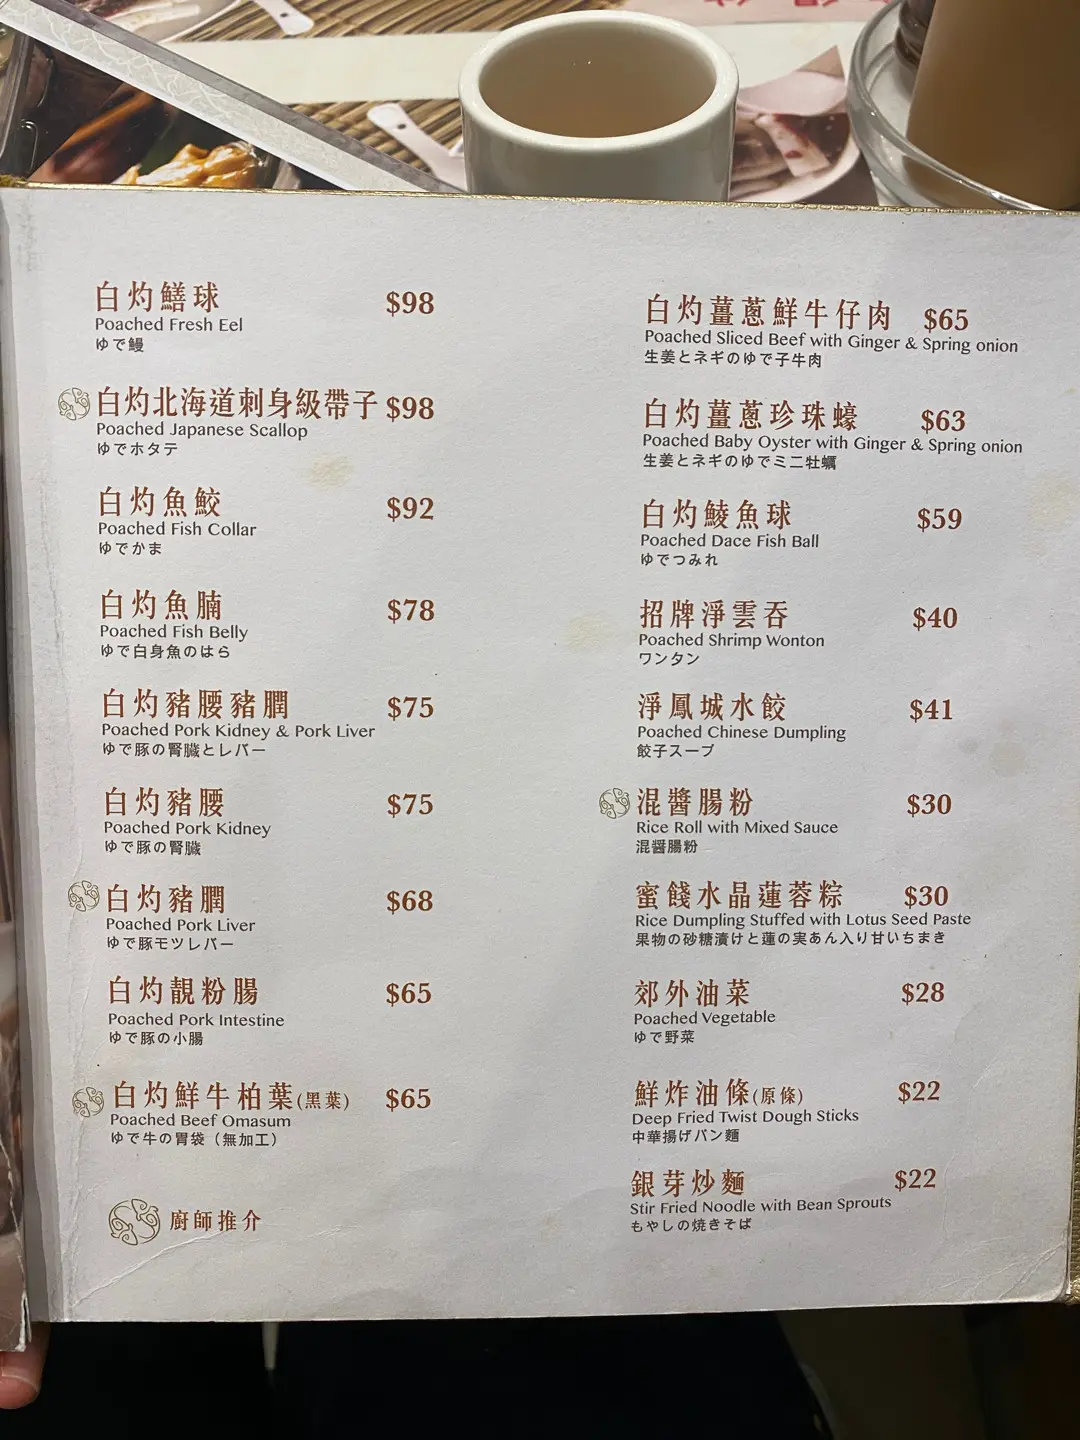 白灼鱔球 $98
Poached Fresh Eel
ゆで鰻
白灼北海道刺身級帶子 $98
Poached Japanese Scallop
ゆでホタテ
白灼魚鮫 $92
Poached Fish Collar
ゆでかま
白灼魚腩 $78
Poached Fish Belly
ゆで白身魚のはら
白灼豬腰豬膶 $75
Poached Pork Kidney & Pork Liver
ゆで豚の腎臓とレバー
白灼豬腰 $75
Poached Pork Kidney
ゆで豚の腎臓
白灼豬膶 $68
Poached Pork Liver
ゆで豚モツレバー
白灼靚粉腸 $65
Poached Pork Intestine
ゆで豚の小腸
白灼鮮牛柏葉(黑葉) $65
Poached Beef Omasum
ゆで牛の胃袋（無加工）
廚師推介
白灼薑蔥鮮牛仔肉 $65
Poached Sliced Beef with Ginger & Spring onion
生姜とネギのゆで子牛肉
白灼薑蔥珍珠蠔 $63
Poached Baby Oyster with Ginger & Spring onion
生姜とネギのゆでミニ牡蠣
白灼鯪魚球 $59
Poached Dace Fish Ball
ゆでつみれ
招牌淨雲吞 $40
Poached Shrimp Wonton
ワンタン
淨鳳城水餃 $41
Poached Chinese Dumpling
餃子スープ
混醬腸粉 $30
Rice Roll with Mixed Sauce
混醤腸粉
蜜餞水晶蓮蓉粽 $30
Rice Dumpling Stuffed with Lotus Seed Paste
果物の砂糖漬けと蓮の実あん入り甘いちまき
郊外油菜 $28
Poached Vegetable
ゆで野菜
鮮炸油條(原條) $22
Deep Fried Twist Dough Sticks
中華揚げパン麵
銀芽炒麵 $22
Stir Fried Noodle with Bean Sprouts
もやしの焼きそば